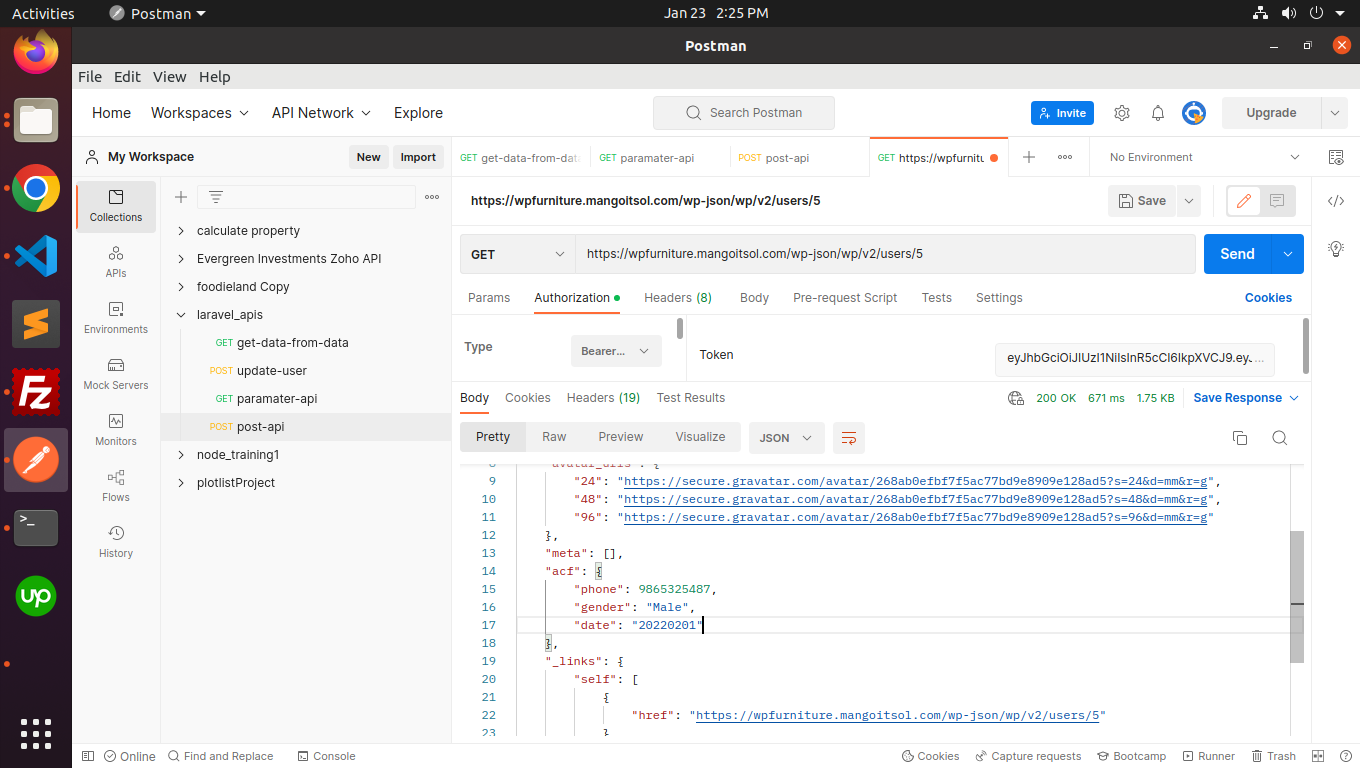 Activities
Postman
Jan 23 2:25 PM
Postman
File Edit View Help
Home Workspaces API Network Explore
Search Postman
Invite
Upgrade
My Workspace
New Import
GET get-data-from-dat
GET paramater-api
POST post-api
GET https://wpfurnitu
No Environment
Collections
APIs
Environments
Mock Servers
Monitors
Flows
History
calculate property
Evergreen Investments Zoho API
foodieland Copy
laravel_apis
GET get-data-from-data
POST update-user
GET paramater-api
POST post-api
node_training1
plotlistProject
https://wpfurniture.mangoitsol.com/wp-json/wp/v2/users/5
Save
GET
https://wpfurniture.mangoitsol.com/wp-json/wp/v2/users/5
Send
Params Authorization Headers (8) Body Pre-request Script Tests Settings
Cookies
Type
Bearer...
Token
eyJhbGciOiJIUzI1NiIsInR5cCI6IkpXVCJ9.eyJ...
Body Cookies Headers (19) Test Results
200 OK 671 ms 1.75 KB
Save Response
Pretty Raw Preview Visualize
JSON
8 "avatar_urls": {
9 "24": "https://secure.gravatar.com/avatar/268ab0efbf7f5ac77bd9e8909e128ad5?s=24&d=mm&r=g",
10 "48": "https://secure.gravatar.com/avatar/268ab0efbf7f5ac77bd9e8909e128ad5?s=48&d=mm&r=g",
11 "96": "https://secure.gravatar.com/avatar/268ab0efbf7f5ac77bd9e8909e128ad5?s=96&d=mm&r=g"
12 },
13 "meta": [],
14 "acf": {
15 "phone": 9865325487,
16 "gender": "Male",
17 "date": "20220201"
18 },
19 "_links": {
20 "self": [
21 {
22 "href": "https://wpfurniture.mangoitsol.com/wp-json/wp/v2/users/5"
23 }
Online
Find and Replace
Console
Cookies
Capture requests
Bootcamp
Runner
Trash
Fz
>_
up